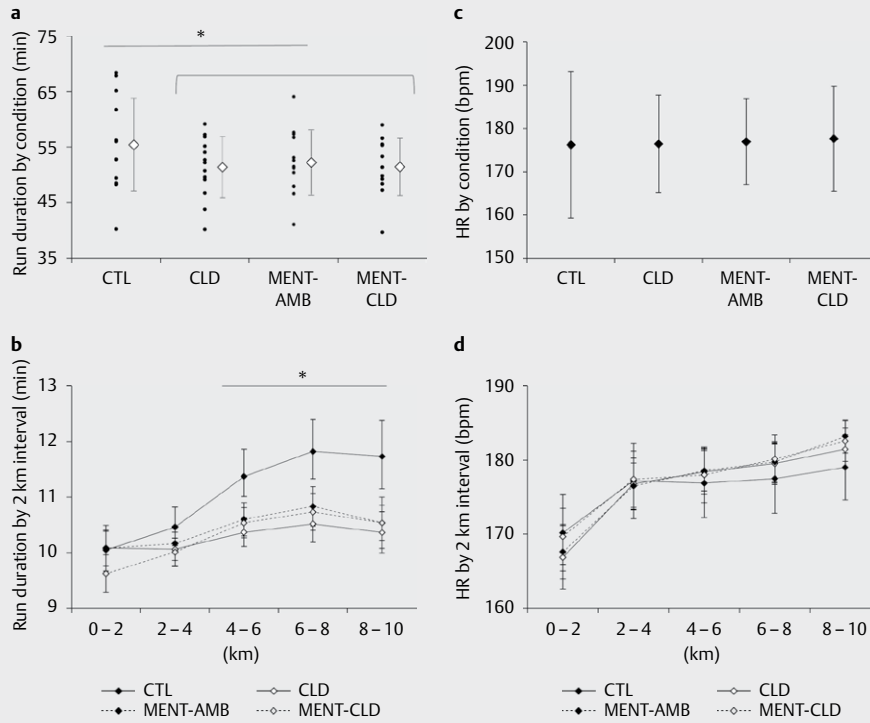 a
Run duration by condition (min)
75
65
55
45
35
*
CTL
CLD
MENT-
AMB
MENT-
CLD
c
HR by condition (bpm)
200
190
180
170
160
150
CTL
CLD
MENT-
AMB
MENT-
CLD
b
Run duration by 2 km interval (min)
13
12
11
10
9
*
0 – 2
2 – 4
4 – 6
6 – 8
8 – 10
(km)
CTL
CLD
MENT-AMB
MENT-CLD
d
HR by 2 km interval (bpm)
190
180
170
160
0 – 2
2 – 4
4 – 6
6 – 8
8 – 10
(km)
CTL
CLD
MENT-AMB
MENT-CLD